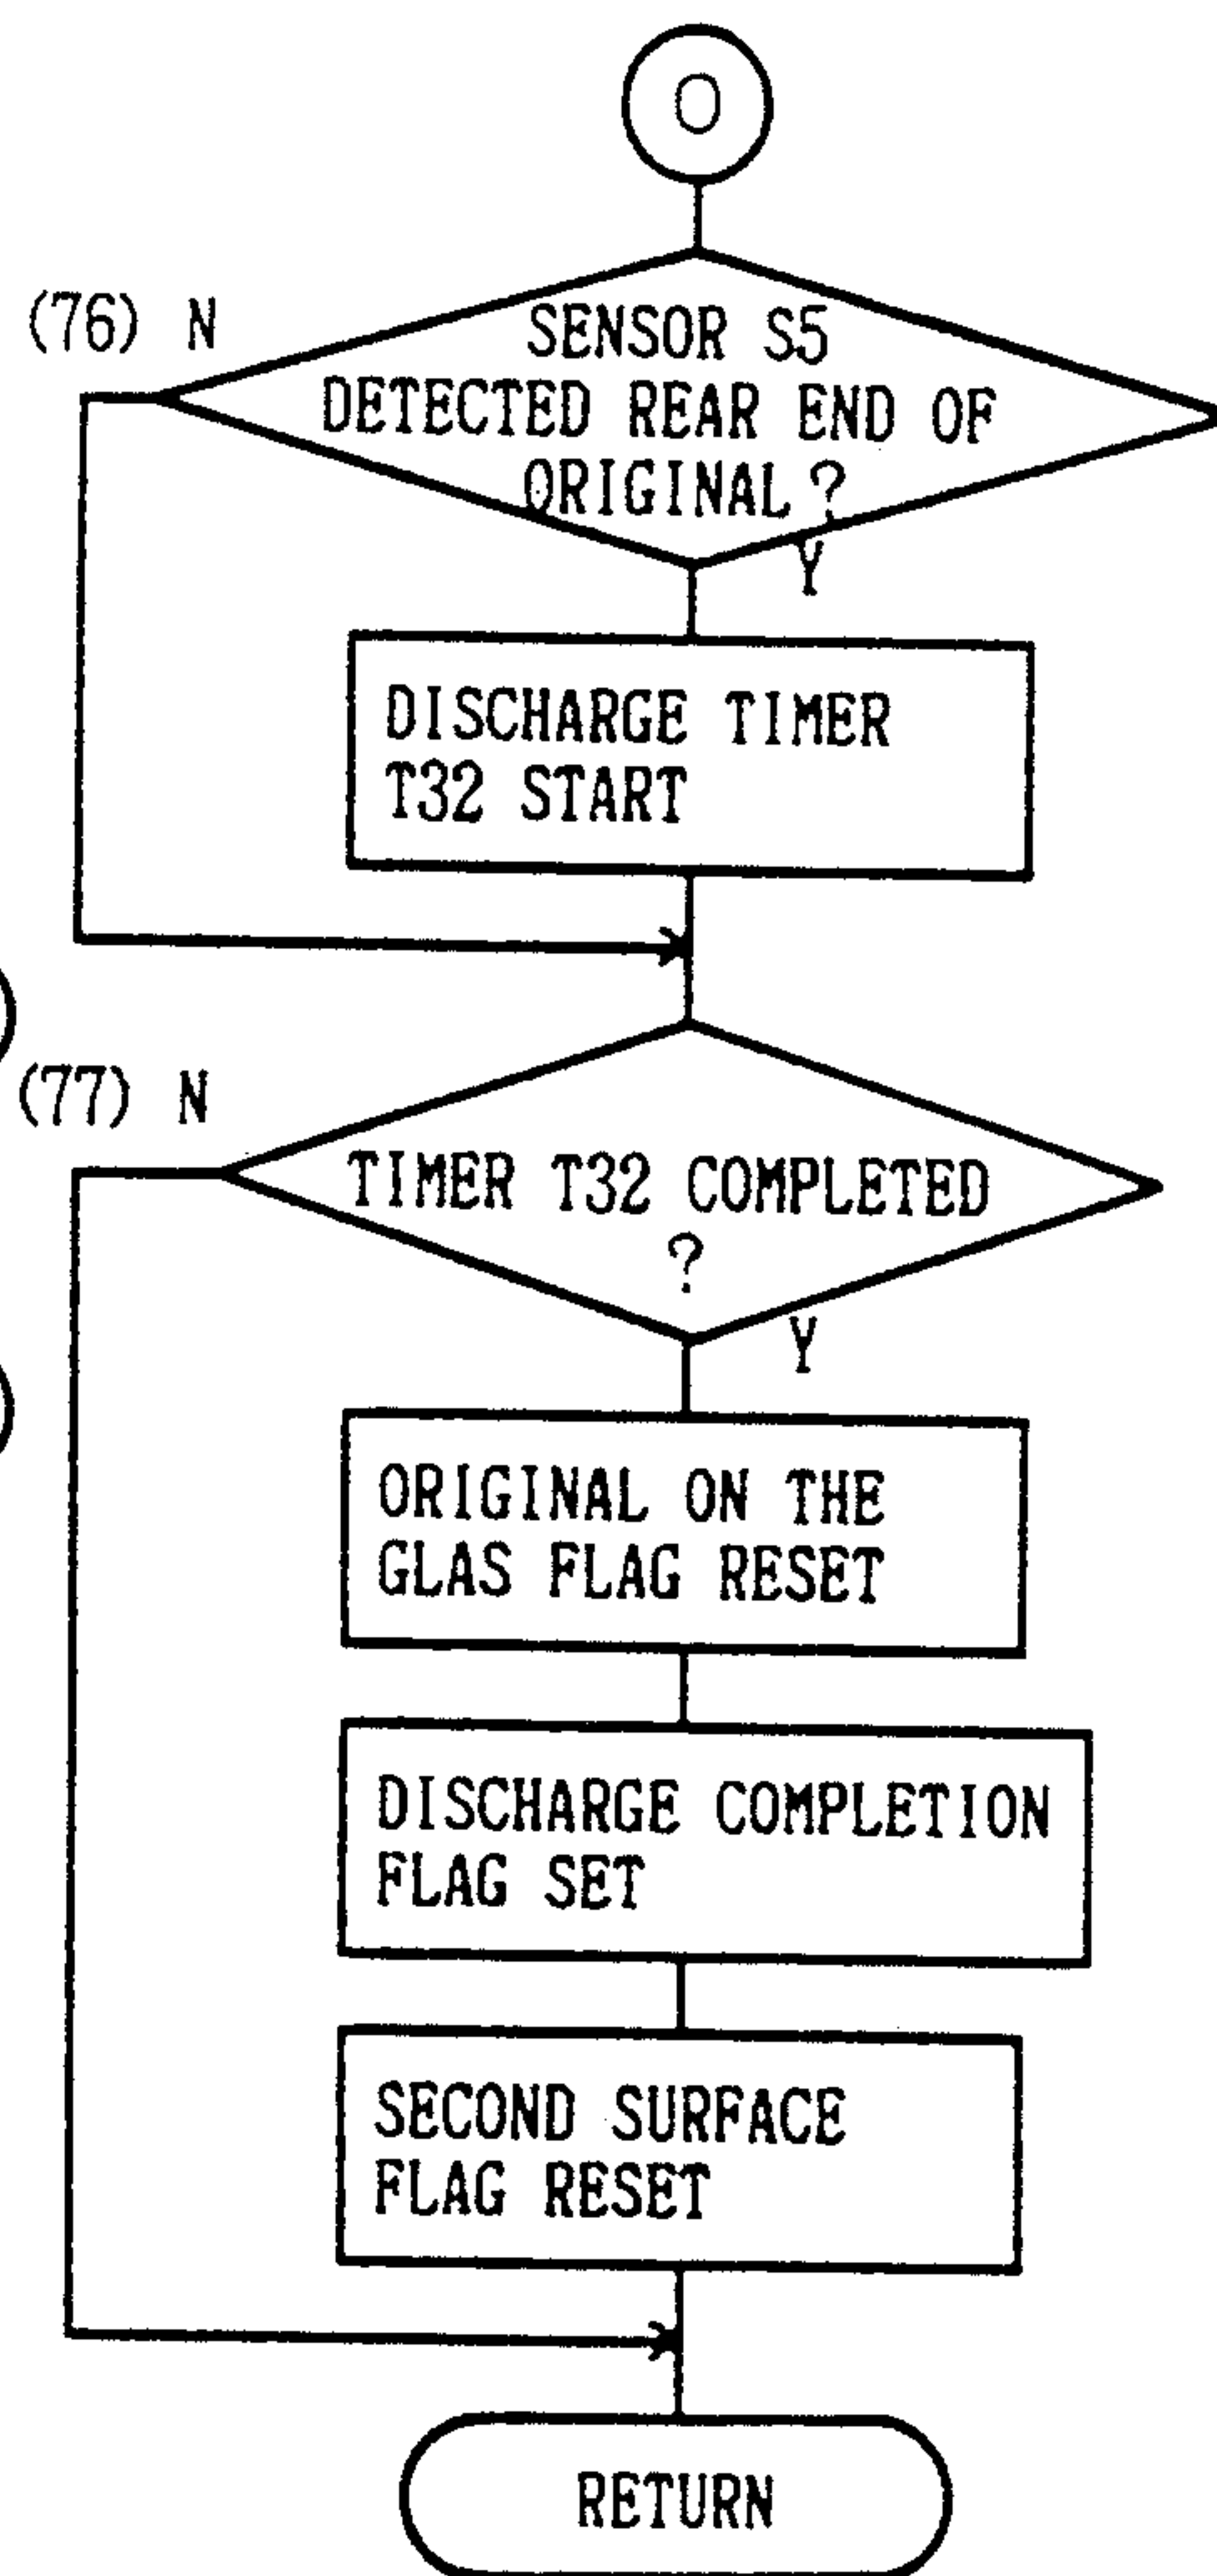 O
(76) N
SENSOR S5
DETECTED REAR END OF
ORIGINAL ?
Y
DISCHARGE TIMER
T32 START
(77) N
TIMER T32 COMPLETED
?
Y
ORIGINAL ON THE
GLAS FLAG RESET
DISCHARGE COMPLETION
FLAG SET
SECOND SURFACE
FLAG RESET
RETURN